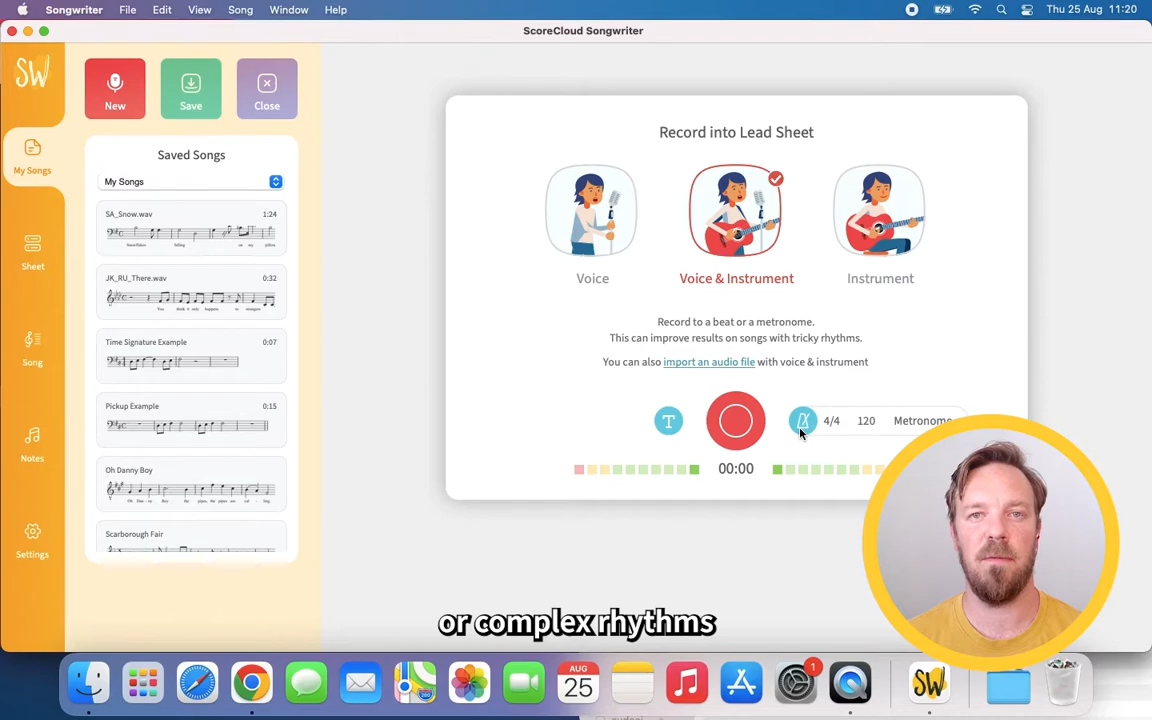 Songwriter File Edit View Song Window Help
Thu 25 Aug 11:20
ScoreCloud Songwriter
SW
New
Save
Close
My Songs
Sheet
Song
Notes
Settings
Saved Songs
My Songs
SA_Snow.wav 1:24
JK_RU_There.wav 0:32
Time Signature Example 0:07
Pickup Example 0:15
Oh Danny Boy
Scarborough Fair
Record into Lead Sheet
Voice
Voice & Instrument
Instrument
Record to a beat or a metronome.
This can improve results on songs with tricky rhythms.
You can also import an audio file with voice & instrument
T
4/4 120 Metronome
00:00
or complex rhythms
AUG
25
1
SW